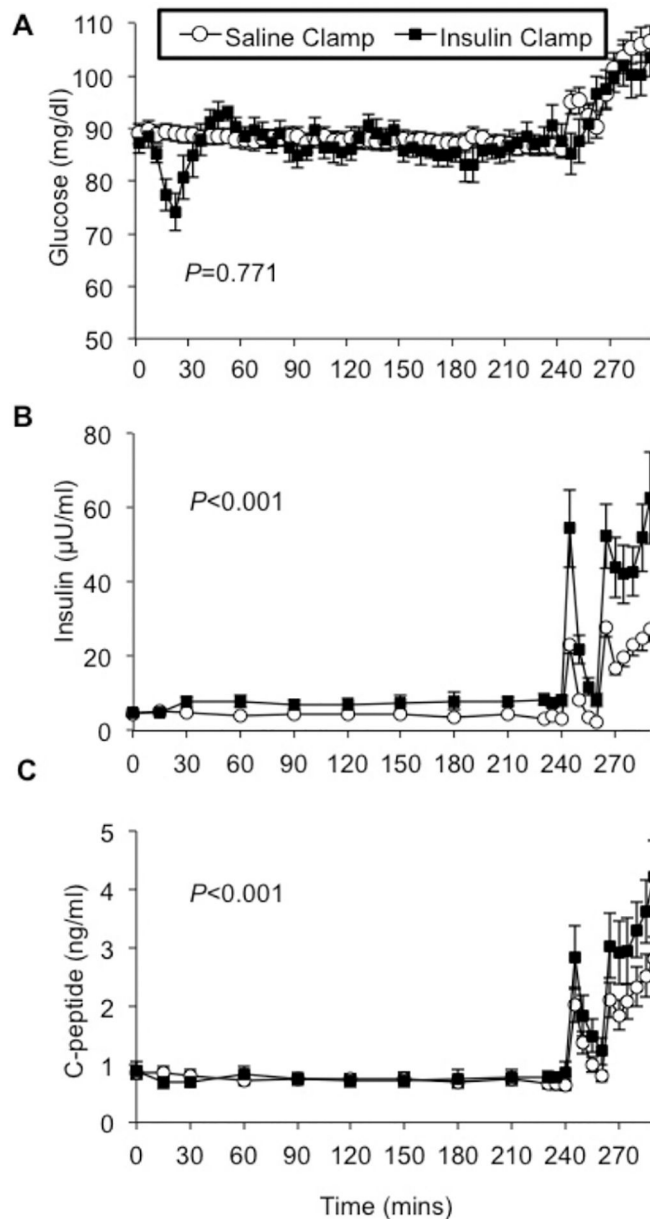 A
Saline Clamp Insulin Clamp
Glucose (mg/dl)
110
100
90
80
70
60
50
P=0.771
0 30 60 90 120 150 180 210 240 270
B
Insulin (µU/ml)
80
60
40
20
0
P<0.001
0 30 60 90 120 150 180 210 240 270
C
C-peptide (ng/ml)
5
4
3
2
1
0
P<0.001
0 30 60 90 120 150 180 210 240 270
Time (mins)